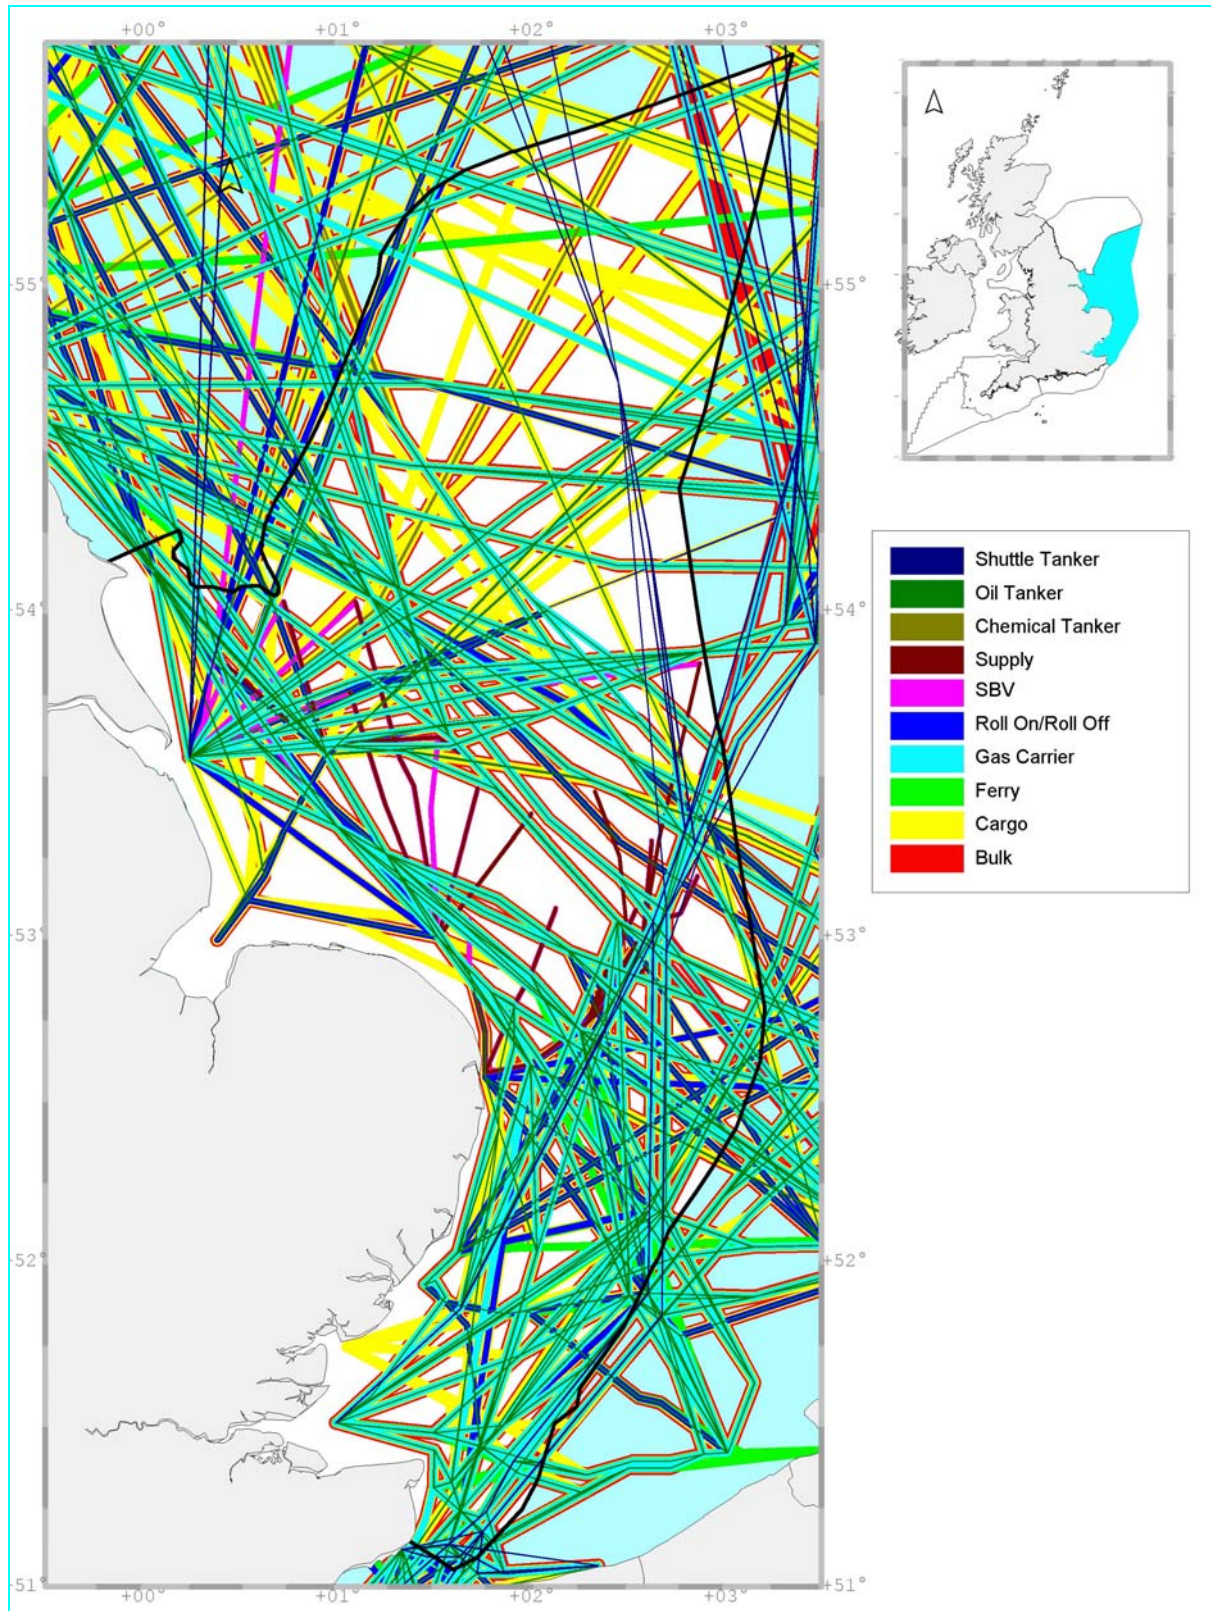 +00° +01° +02° +03°
+55° +55°
+54° +54°
+53° +53°
+52° +52°
+51° +51°
+00° +01° +02° +03°
Shuttle Tanker
Oil Tanker
Chemical Tanker
Supply
SBV
Roll On/Roll Off
Gas Carrier
Ferry
Cargo
Bulk